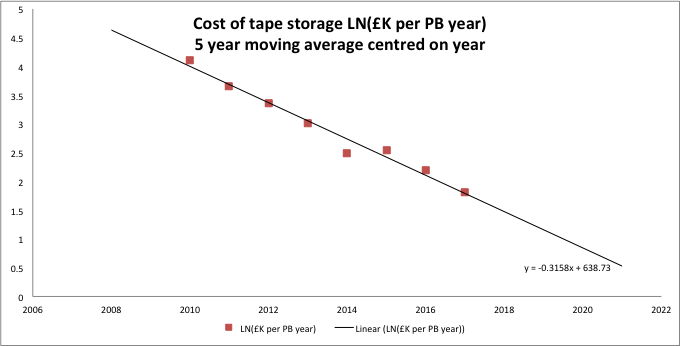 Cost of tape storage LN(£K per PB year)
5 year moving average centred on year
5
4.5
4
3.5
3
2.5
2
1.5
1
0.5
0
y = -0.3158x + 638.73
2006 2008 2010 2012 2014 2016 2018 2020 2022
LN(£K per PB year) Linear (LN(£K per PB year))